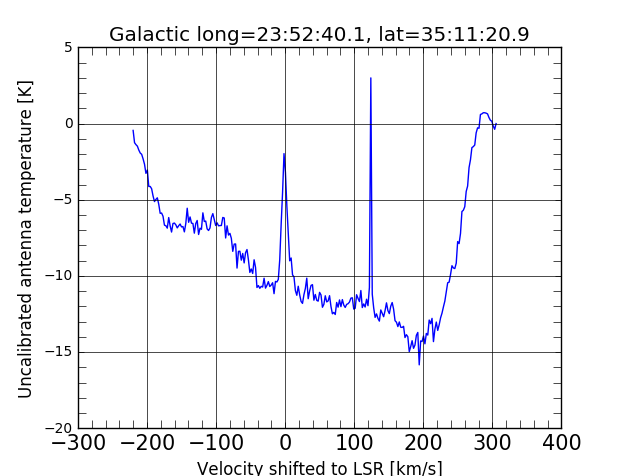 Galactic long=23:52:40.1, lat=35:11:20.9
Uncalibrated antenna temperature [K]
5
0
−5
−10
−15
−20
−300 −200 −100 0 100 200 300 400
Velocity shifted to LSR [km/s]